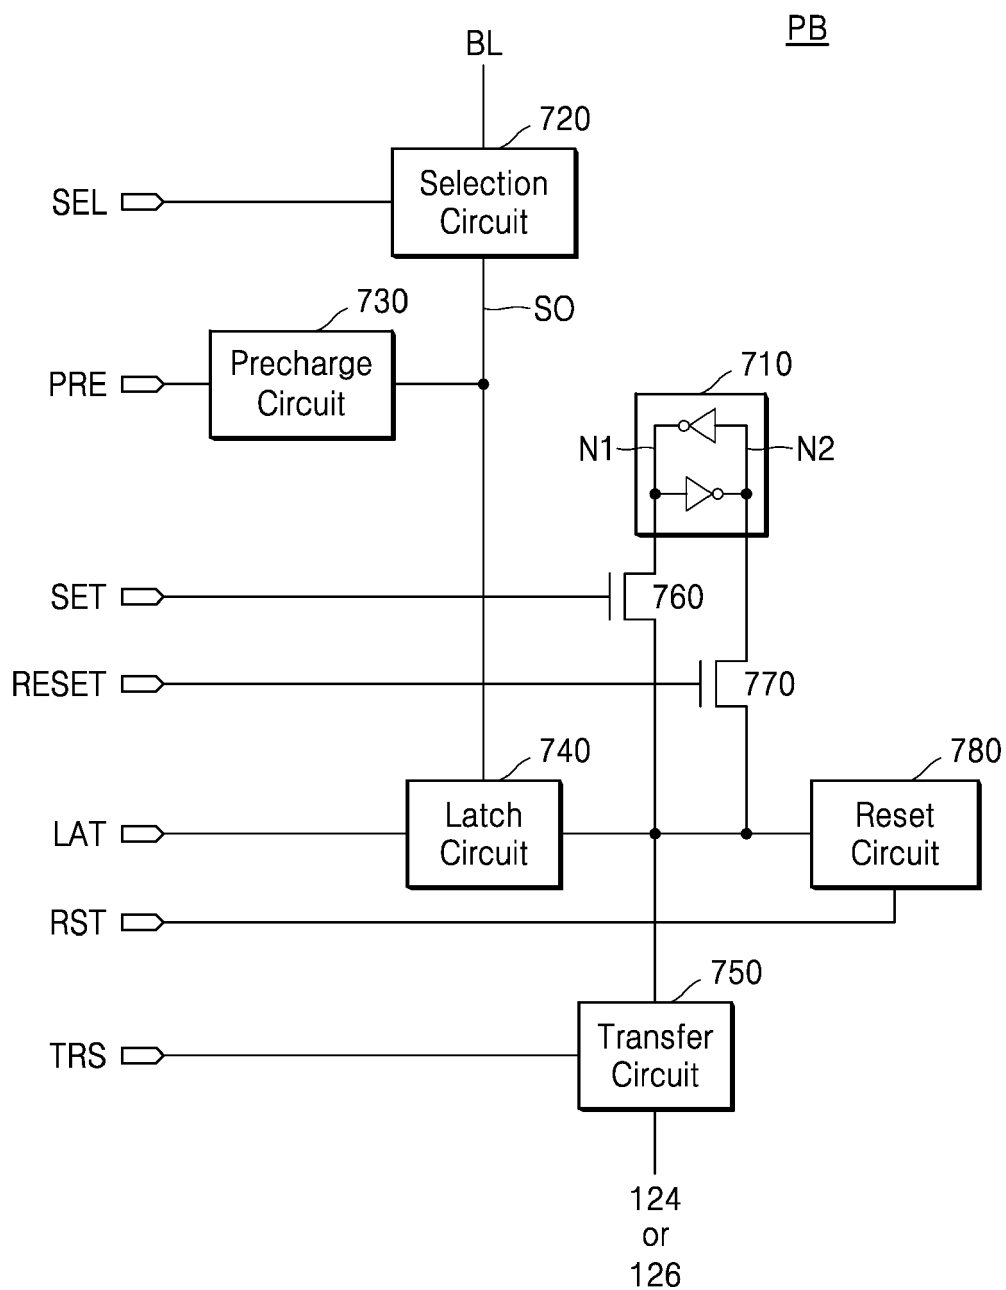 PB
BL
720
Selection
Circuit
SEL
SO
730
Precharge
Circuit
PRE
710
N1
N2
SET
760
RESET
770
740
780
LAT
Latch
Circuit
Reset
Circuit
RST
750
Transfer
Circuit
TRS
124
or
126